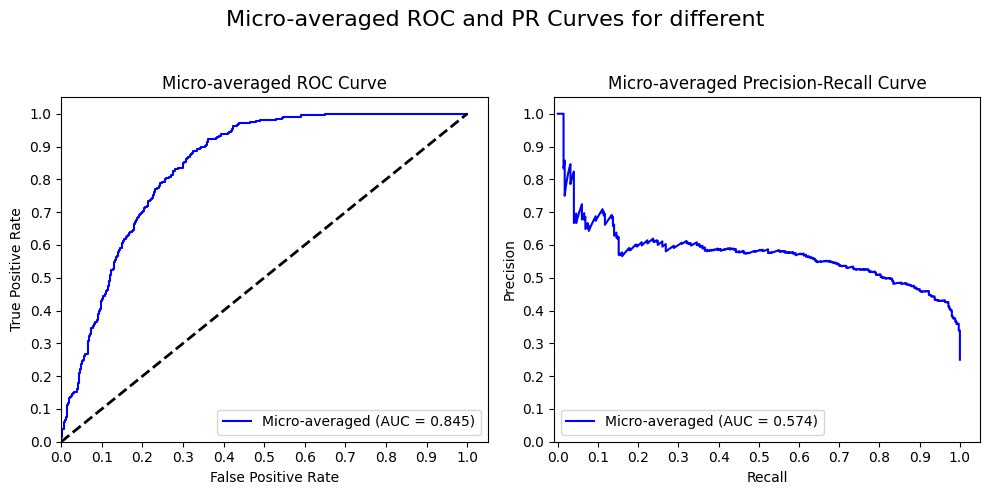 Micro-averaged ROC and PR Curves for different
Micro-averaged ROC Curve
True Positive Rate
1.0
0.9
0.8
0.7
0.6
0.5
0.4
0.3
0.2
0.1
0.0
Micro-averaged (AUC = 0.845)
0.0 0.1 0.2 0.3 0.4 0.5 0.6 0.7 0.8 0.9 1.0
False Positive Rate
Micro-averaged Precision-Recall Curve
Precision
1.0
0.9
0.8
0.7
0.6
0.5
0.4
0.3
0.2
0.1
0.0
Micro-averaged (AUC = 0.574)
0.0 0.1 0.2 0.3 0.4 0.5 0.6 0.7 0.8 0.9 1.0
Recall